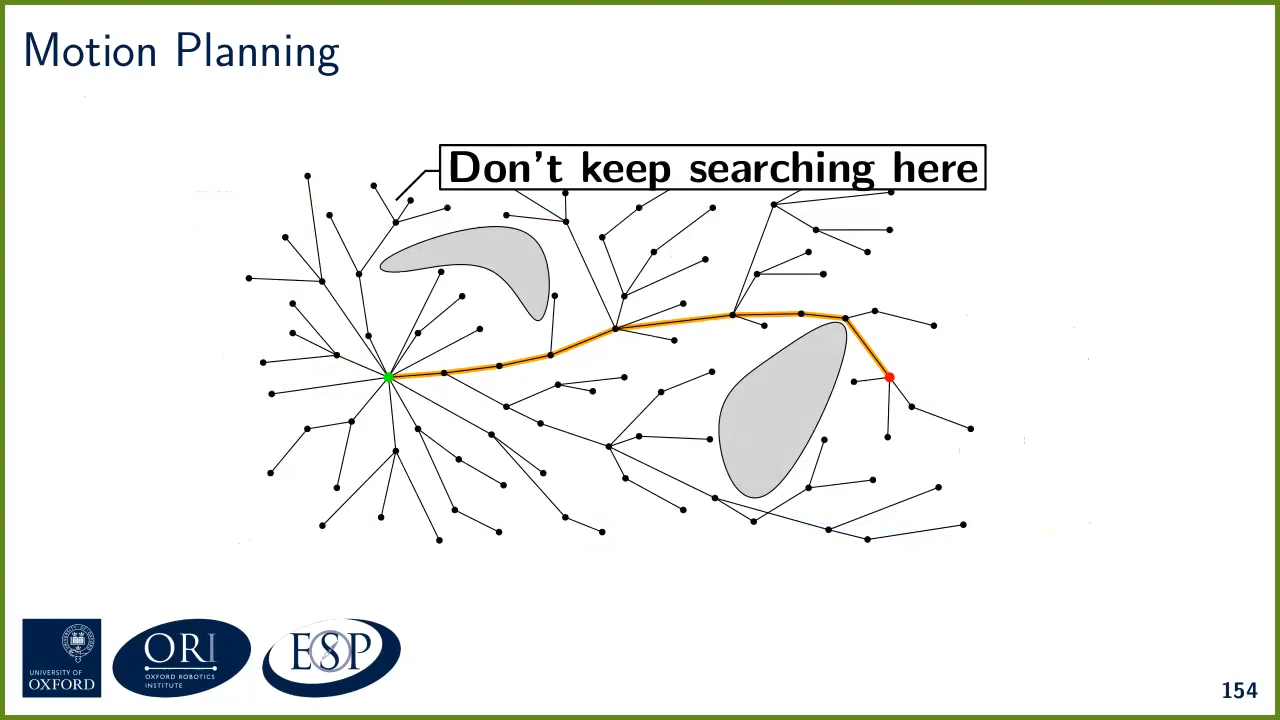 Motion Planning
Don't keep searching here
UNIVERSITY OF
OXFORD
ORI
OXFORD ROBOTICS
INSTITUTE
ESP
154